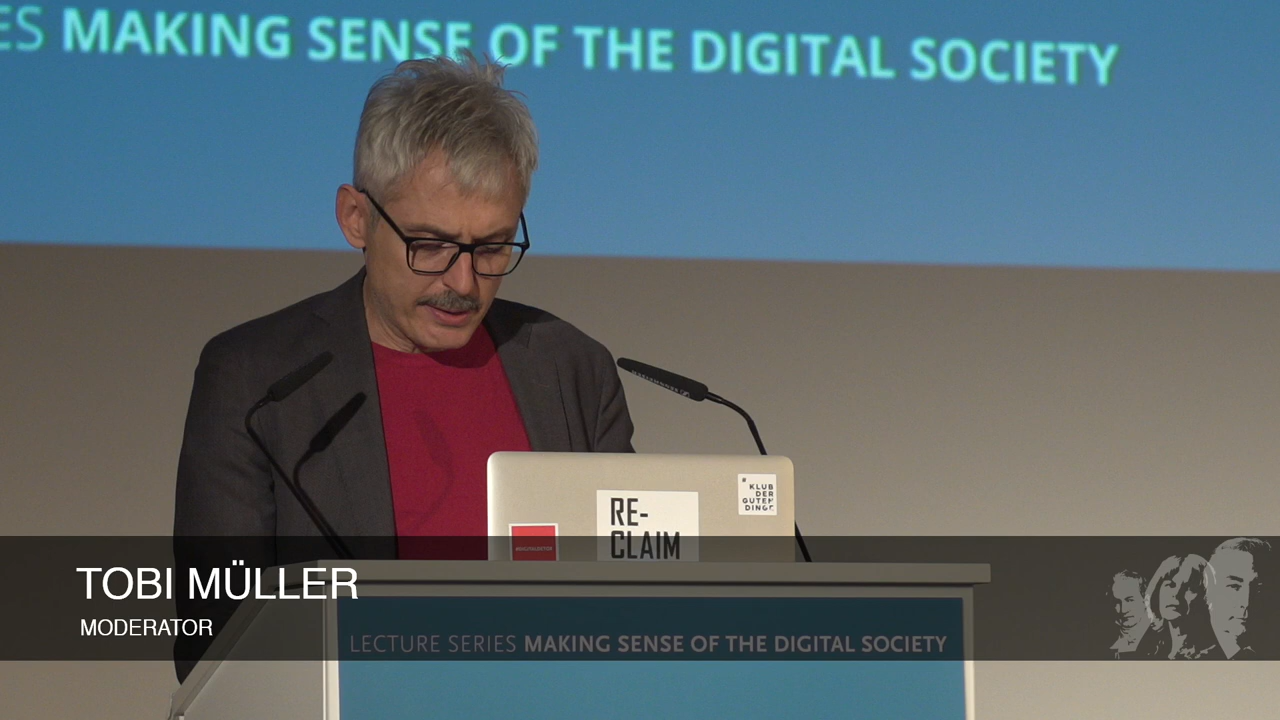 ES MAKING SENSE OF THE DIGITAL SOCIETY
RE-
CLAIM
# KLUB
DER
GUTEN
DINGE
TOBI MÜLLER
MODERATOR
LECTURE SERIES MAKING SENSE OF THE DIGITAL SOCIETY